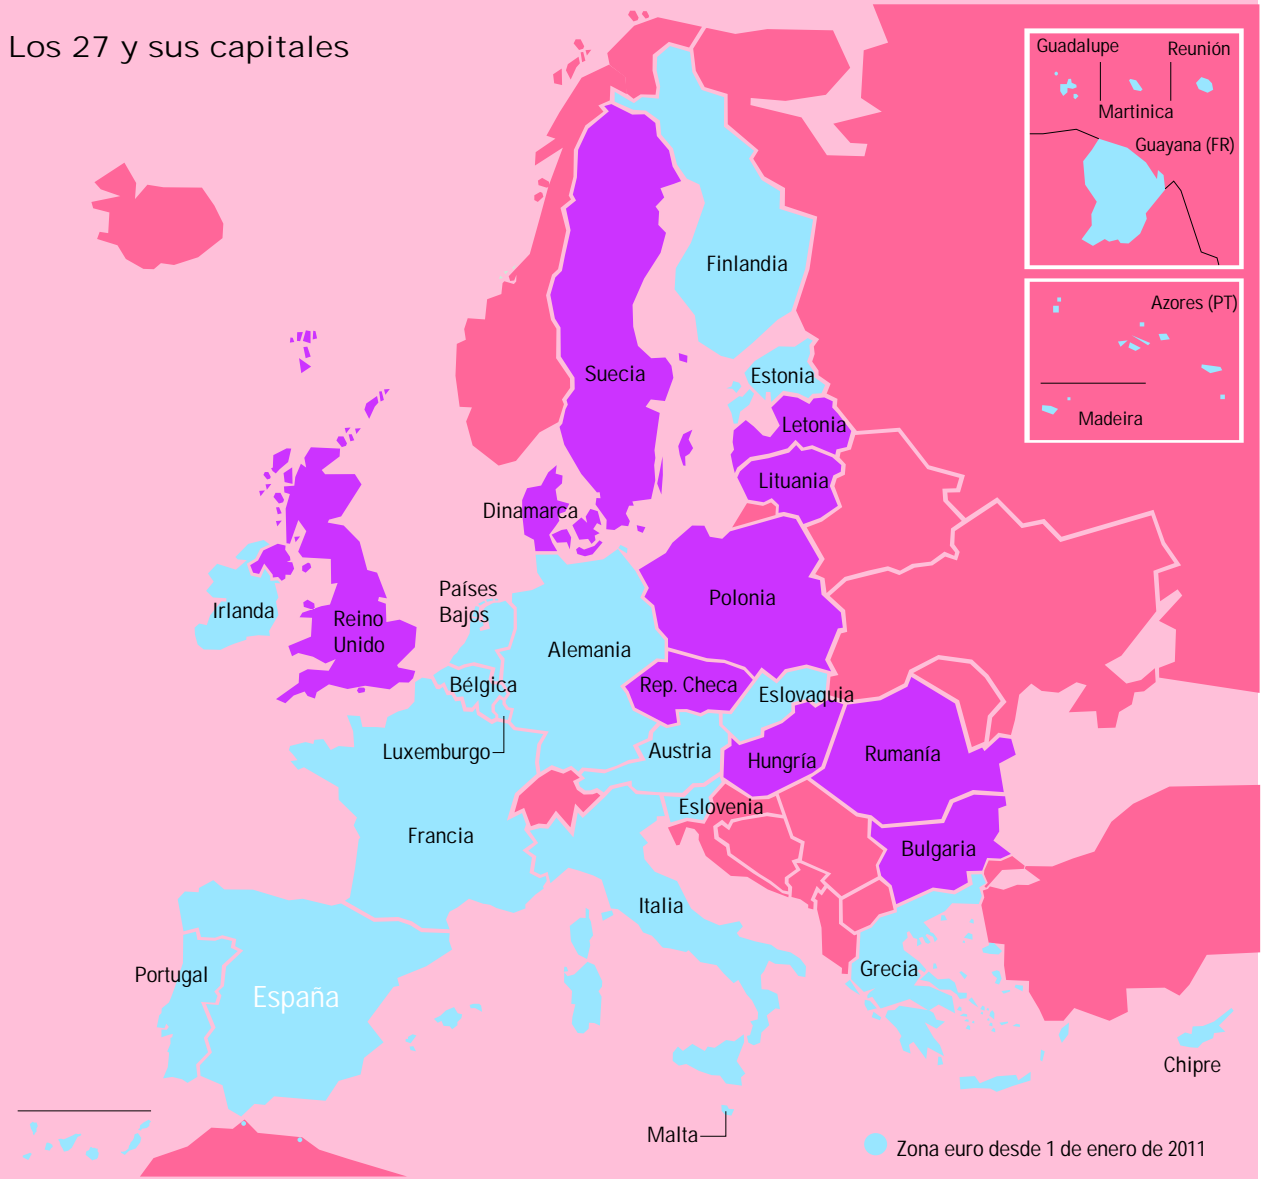 Los 27 y sus capitales
Guadalupe
Reunión
Martinica
Guayana (FR)
Azores (PT)
Madeira
Finlandia
Suecia
Estonia
Letonia
Lituania
Dinamarca
Países
Bajos
Irlanda
Reino
Unido
Polonia
Alemania
Bélgica
Rep. Checa
Eslovaquia
Luxemburgo
Austria
Hungría
Rumanía
Eslovenia
Francia
Bulgaria
Italia
Portugal
España
Grecia
Chipre
Malta
Zona euro desde 1 de enero de 2011